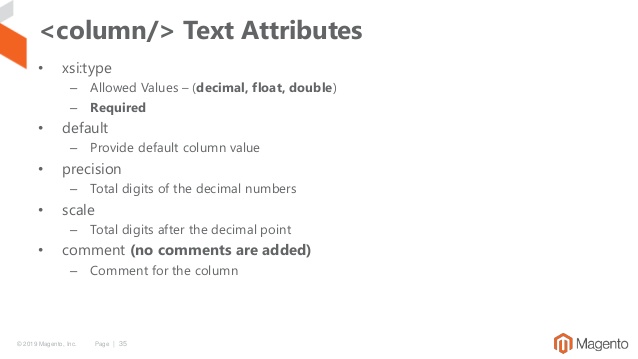 <column/> Text Attributes
• xsi:type
– Allowed Values – (decimal, float, double)
– Required
• default
– Provide default column value
• precision
– Total digits of the decimal numbers
• scale
– Total digits after the decimal point
• comment (no comments are added)
– Comment for the column
© 2019 Magento, Inc. Page | 35
Magento